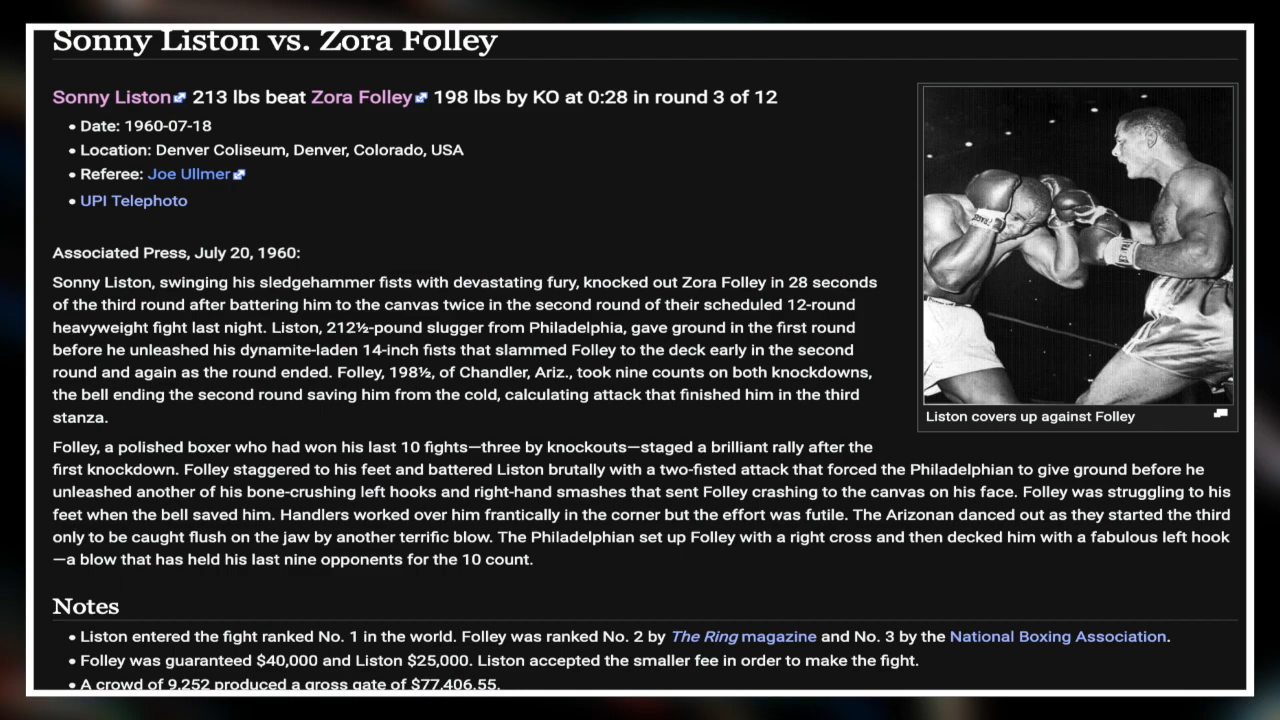 Sonny Liston vs. Zora Folley
Sonny Liston 213 lbs beat Zora Folley 198 lbs by KO at 0:28 in round 3 of 12
• Date: 1960-07-18
• Location: Denver Coliseum, Denver, Colorado, USA
• Referee: Joe Ullmer
• UPI Telephoto
Liston covers up against Folley
Associated Press, July 20, 1960:
Sonny Liston, swinging his sledgehammer fists with devastating fury, knocked out Zora Folley in 28 seconds
of the third round after battering him to the canvas twice in the second round of their scheduled 12-round
heavyweight fight last night. Liston, 212½-pound slugger from Philadelphia, gave ground in the first round
before he unleashed his dynamite-laden 14-inch fists that slammed Folley to the deck early in the second
round and again as the round ended. Folley, 198½, of Chandler, Ariz., took nine counts on both knockdowns,
the bell ending the second round saving him from the cold, calculating attack that finished him in the third
stanza.
Folley, a polished boxer who had won his last 10 fights—three by knockouts—staged a brilliant rally after the
first knockdown. Folley staggered to his feet and battered Liston brutally with a two-fisted attack that forced the Philadelphian to give ground before he
unleashed another of his bone-crushing left hooks and right-hand smashes that sent Folley crashing to the canvas on his face. Folley was struggling to his
feet when the bell saved him. Handlers worked over him frantically in the corner but the effort was futile. The Arizonan danced out as they started the third
only to be caught flush on the jaw by another terrific blow. The Philadelphian set up Folley with a right cross and then decked him with a fabulous left hook
—a blow that has held his last nine opponents for the 10 count.
Notes
• Liston entered the fight ranked No. 1 in the world. Folley was ranked No. 2 by The Ring magazine and No. 3 by the National Boxing Association.
• Folley was guaranteed $40,000 and Liston $25,000. Liston accepted the smaller fee in order to make the fight.
• A crowd of 9,252 produced a gross gate of $77,406.55.